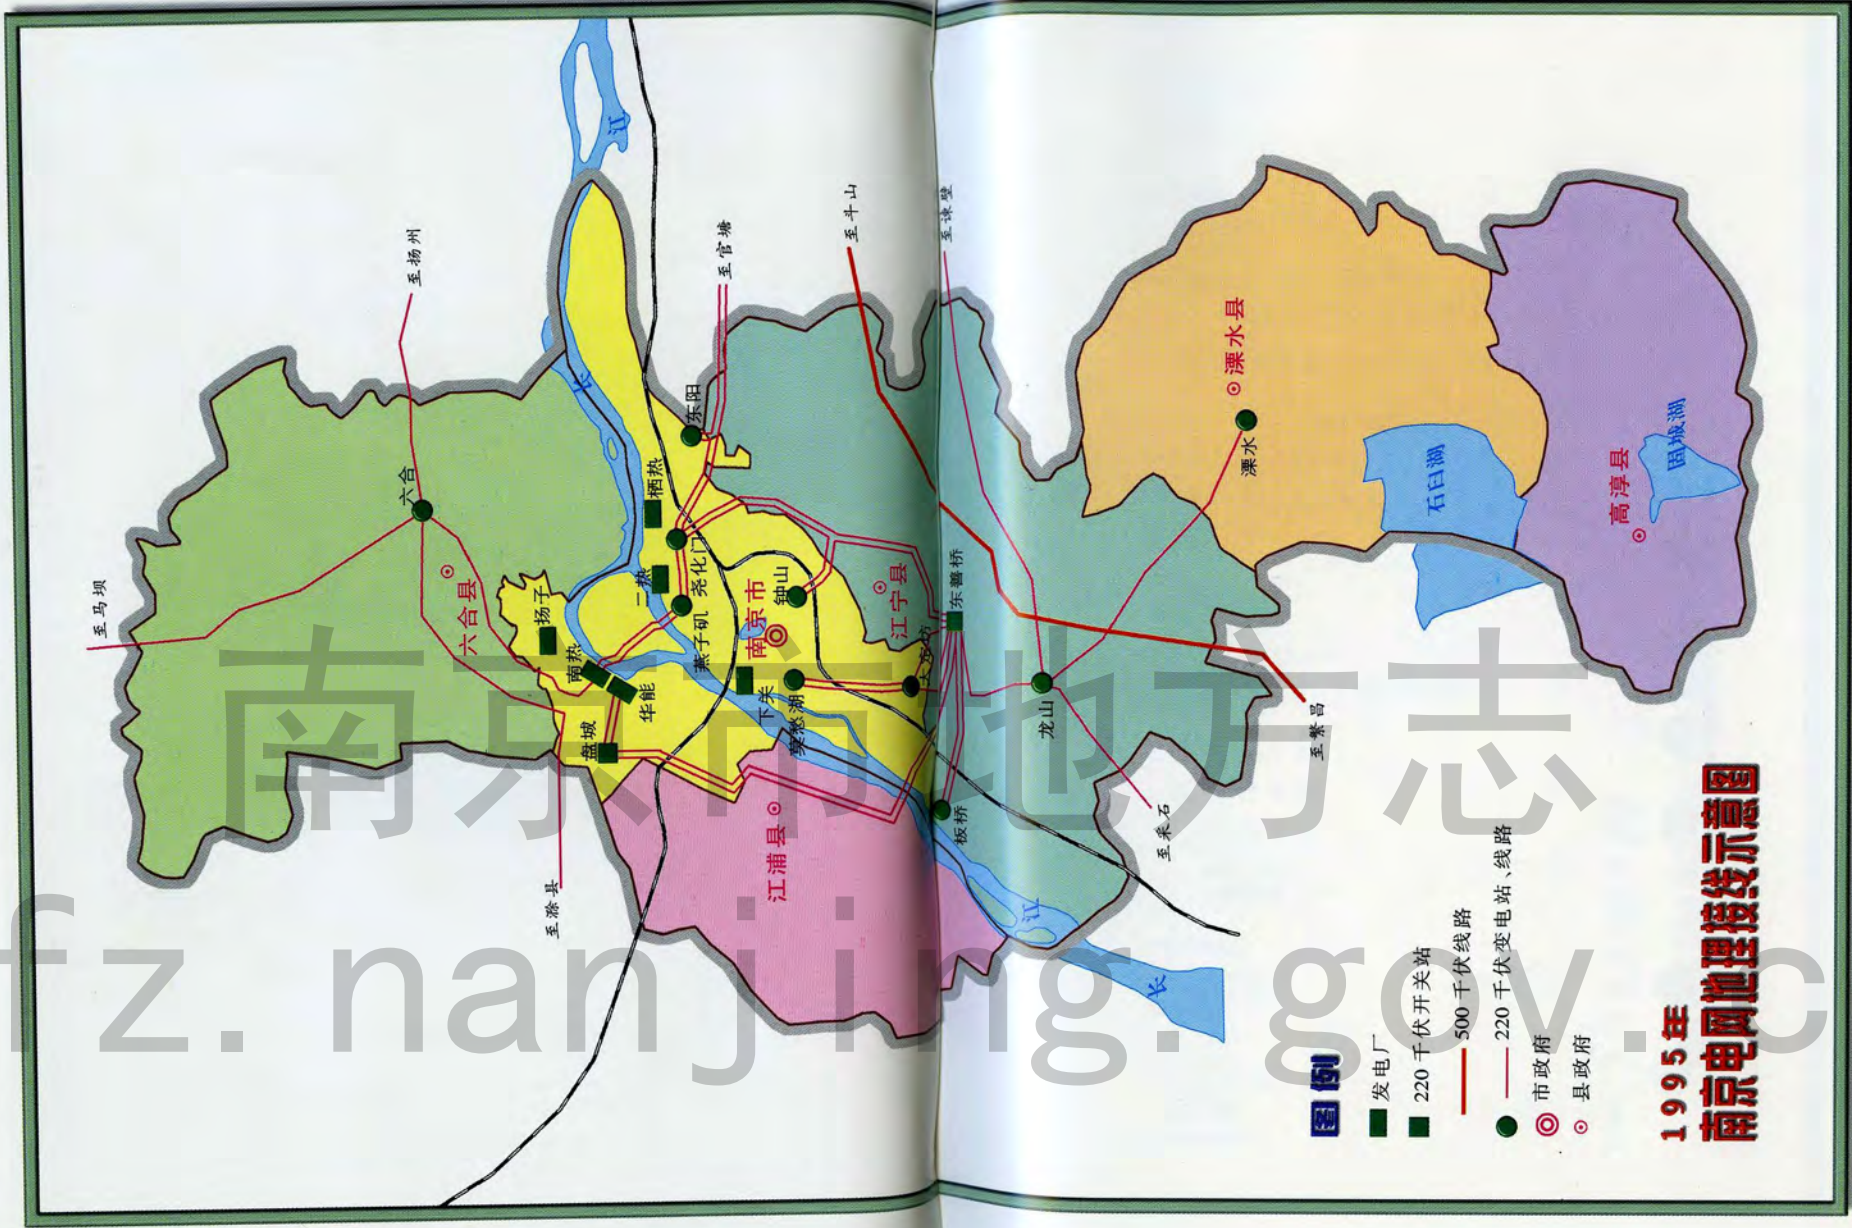 1995年
南京电网地理接线示意图
图例
发电厂
220千伏开关站
500千伏线路
220千伏变电站、线路
市政府
县政府
至马坝
至扬州
六合
六合县
至滁县
江
长
至官塘
至斗山
至谏壁
东阳
栖热
尧化门
二热
燕子矶
扬子
南热
华能
盘城
南京市
钟山
下关
莫愁湖
江宁县
东善桥
江浦县
板桥
龙山
至采石
至繁昌
溧水县
溧水
石臼湖
高淳县
固城湖
江
长
南京市地方志
fz.nanjing.gov.c